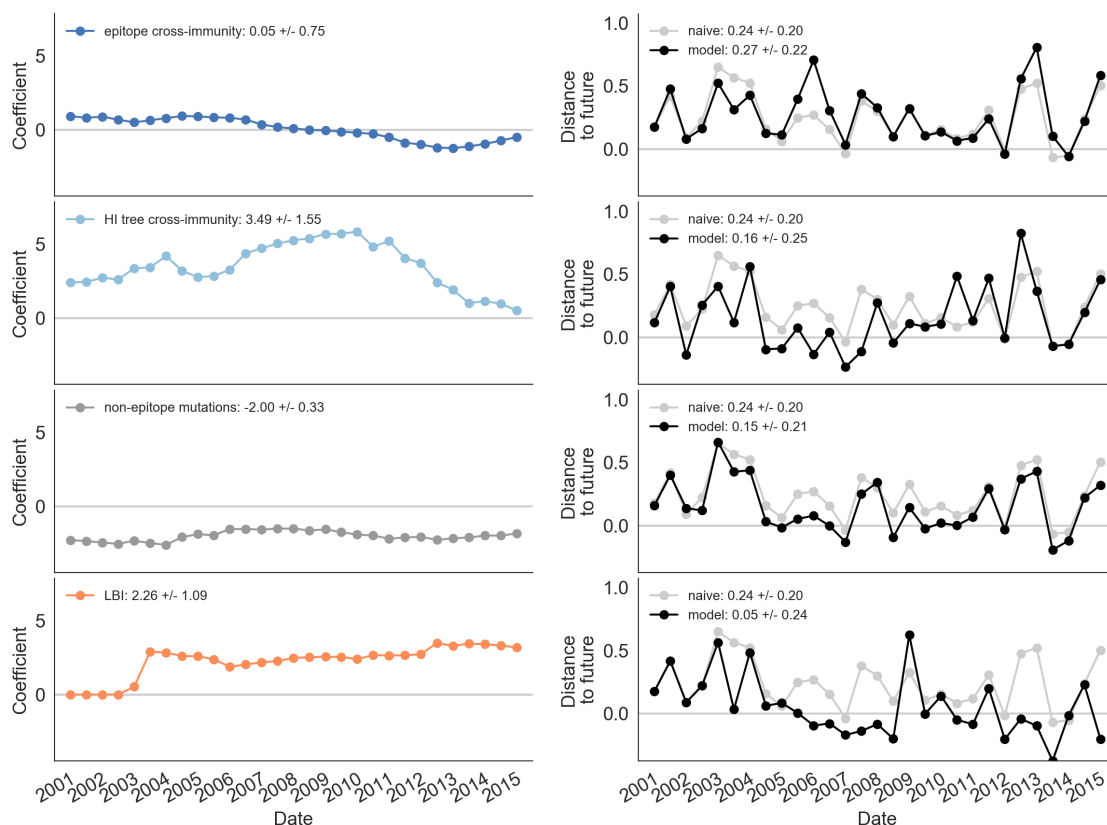 epitope cross-immunity: 0.05 +/- 0.75
5
0
Coefficient
naive: 0.24 +/- 0.20
model: 0.27 +/- 0.22
1.0
0.5
0.0
Distance
to future
HI tree cross-immunity: 3.49 +/- 1.55
5
0
Coefficient
naive: 0.24 +/- 0.20
model: 0.16 +/- 0.25
1.0
0.5
0.0
Distance
to future
non-epitope mutations: -2.00 +/- 0.33
5
0
Coefficient
naive: 0.24 +/- 0.20
model: 0.15 +/- 0.21
1.0
0.5
0.0
Distance
to future
LBI: 2.26 +/- 1.09
5
0
Coefficient
2001 2002 2003 2004 2005 2006 2007 2008 2009 2010 2011 2012 2013 2014 2015
Date
naive: 0.24 +/- 0.20
model: 0.05 +/- 0.24
1.0
0.5
0.0
Distance
to future
2001 2002 2003 2004 2005 2006 2007 2008 2009 2010 2011 2012 2013 2014 2015
Date